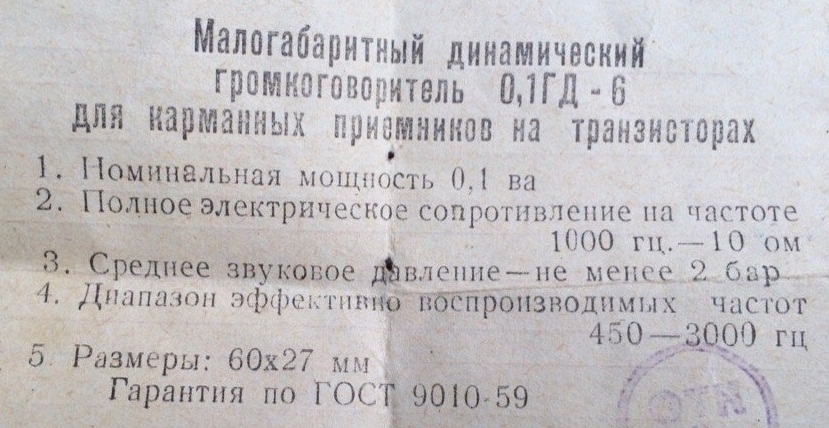 Малогабаритный динамический
громкоговоритель 0,1ГД - 6
для карманных приемников на транзисторах
1. Номинальная мощность 0,1 ва
2. Полное электрическое сопротивление на частоте
1000 гц.—10 ом
3. Среднее звуковое давление—не менее 2 бар
4. Диапазон эффективно воспроизводимых частот
450—3000 гц
5 Размеры: 60х27 мм
Гарантия по ГОСТ 9010-59